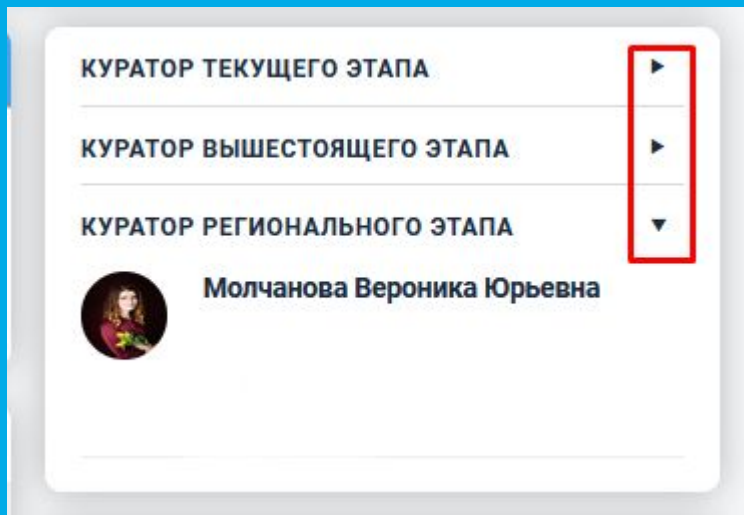 КУРАТОР ТЕКУЩЕГО ЭТАПА
КУРАТОР ВЫШЕСТОЯЩЕГО ЭТАПА
КУРАТОР РЕГИОНАЛЬНОГО ЭТАПА
Молчанова Вероника Юрьевна